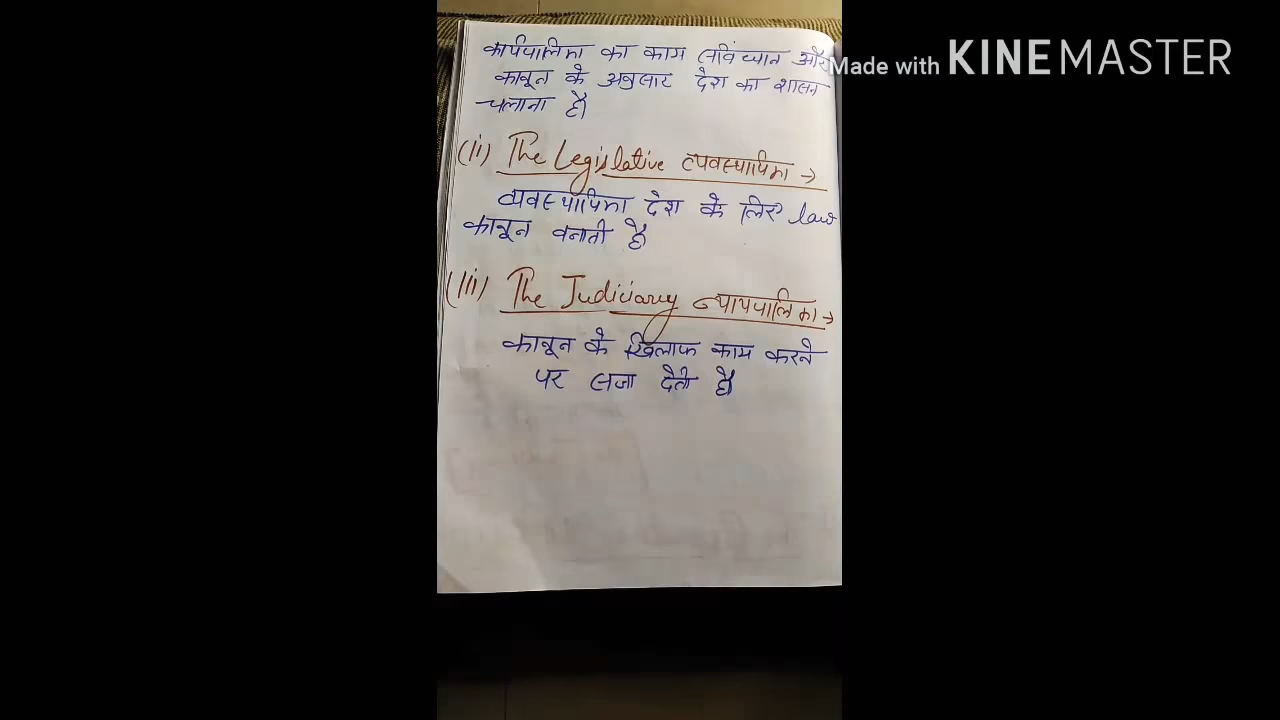 कार्यपालिका का काम संविधान और
कानून के अनुसार देश का शासन
चलाना है।
(ii) The Legislative व्यवस्थापिका →
व्यवस्थापिका देश के लिए law
कानून बनाती है
(iii) The Judiciary न्यायपालिका →
कानून के खिलाफ काम करने
पर सजा देती है
Made with KINEMASTER